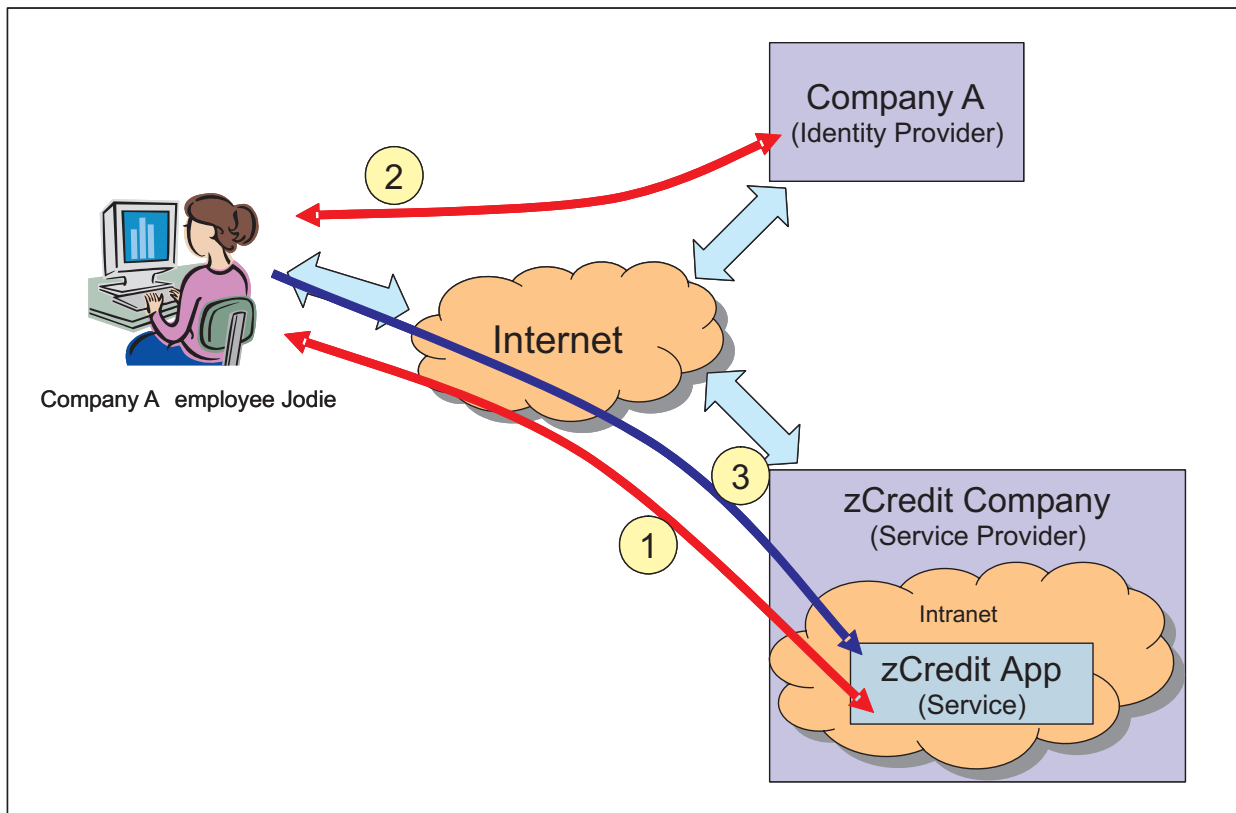 Company A
(Identity Provider)
2
Internet
Company A employee Jodie
3
zCredit Company
(Service Provider)
1
Intranet
zCredit App
(Service)